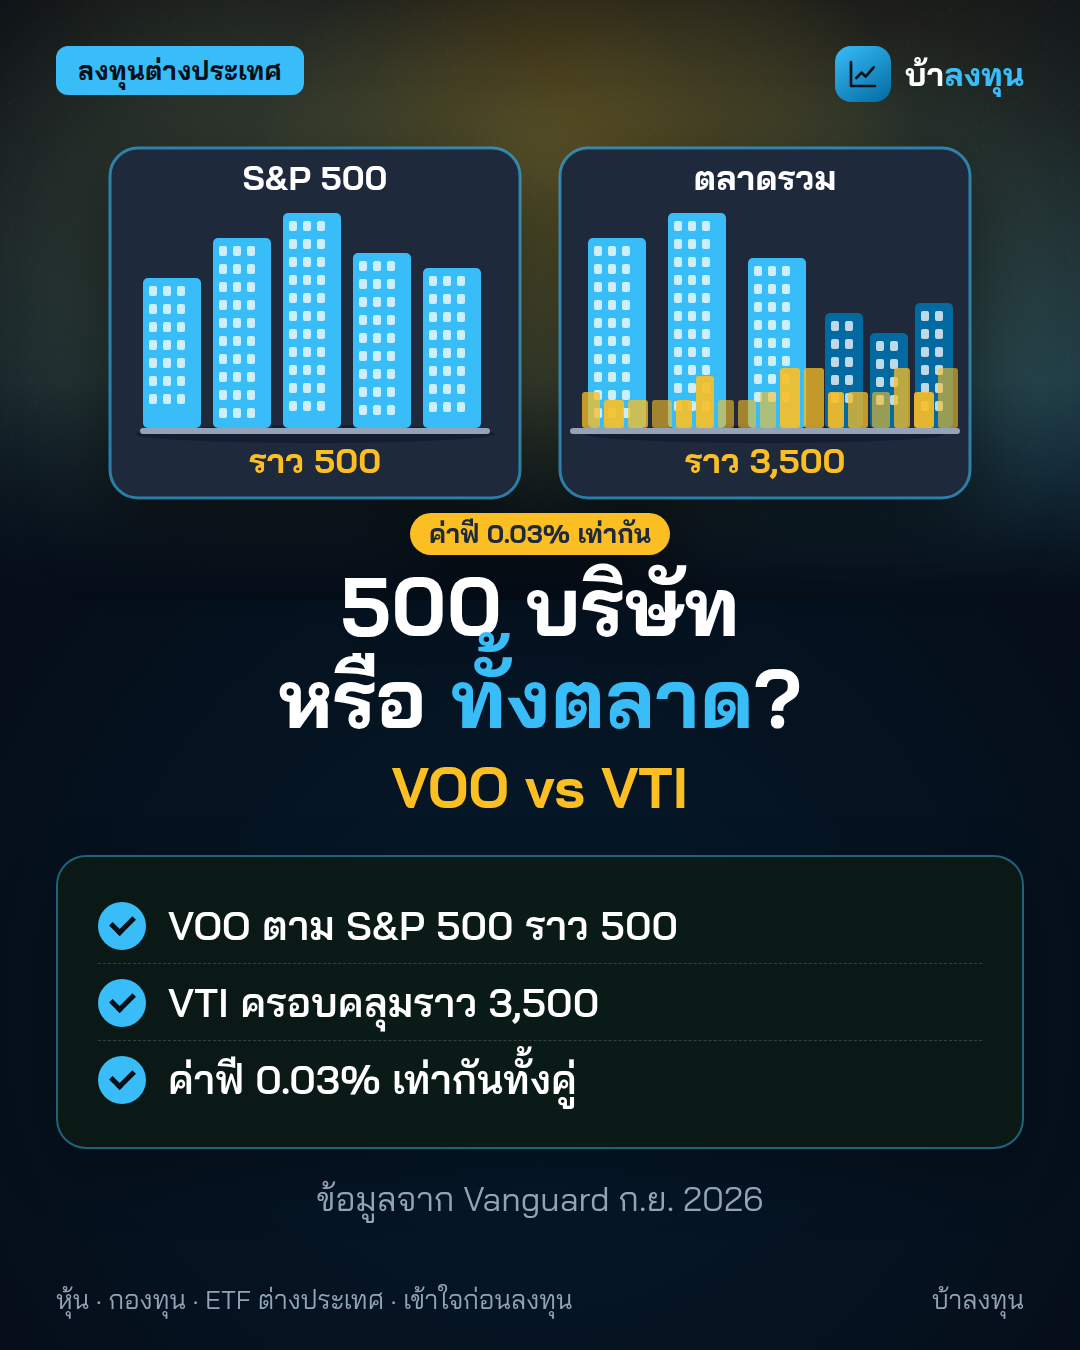 ลงทุนต่างประเทศ
บ้าลงทุน
S&P 500
ราว 500
ตลาดรวม
ราว 3,500
ค่าฟี 0.03% เท่ากัน
500 บริษัท
หรือ ทั้งตลาด?
VOO vs VTI
VOO ตาม S&P 500 ราว 500
VTI ครอบคลุมราว 3,500
ค่าฟี 0.03% เท่ากันทั้งคู่
ข้อมูลจาก Vanguard ก.ย. 2026
หุ้น · กองทุน · ETF ต่างประเทศ · เข้าใจก่อนลงทุน
บ้าลงทุน